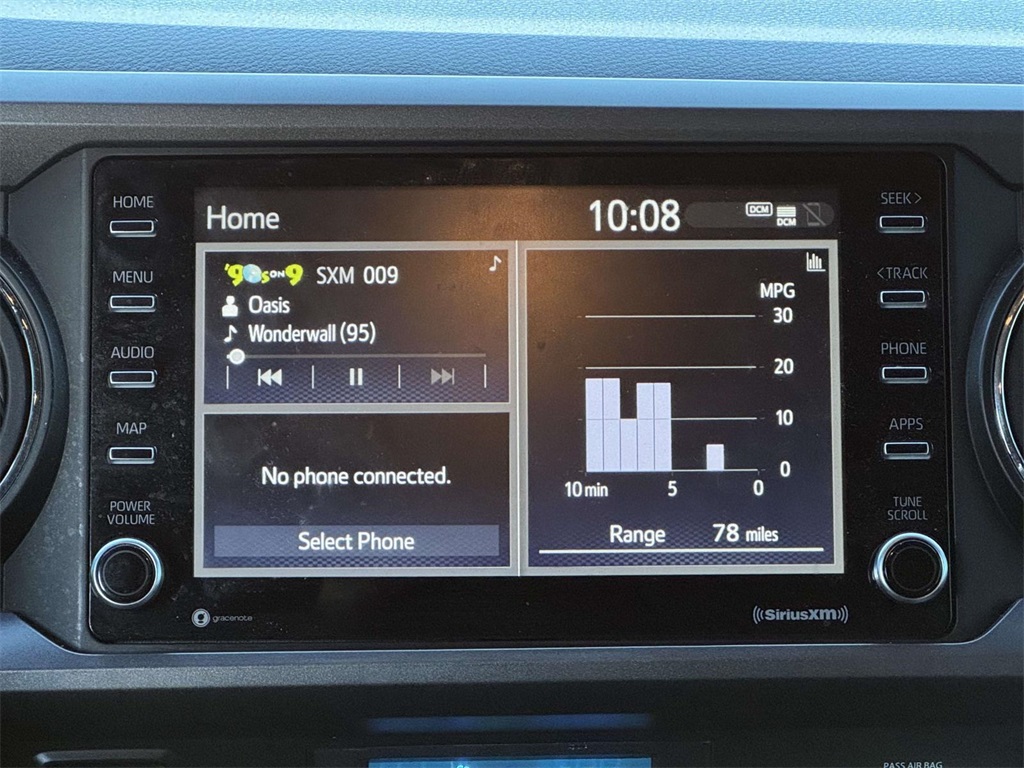 HOME
MENU
AUDIO
MAP
POWER
VOLUME
Home
10:08
DCM
DCM
'90s ON 9 SXM 009
Oasis
Wonderwall (95)
No phone connected.
Select Phone
MPG
30
20
10
0
10 min 5 0
Range 78 miles
SEEK >
< TRACK
PHONE
APPS
TUNE
SCROLL
gracenote
((SiriusXM))
PASS AIR BAG